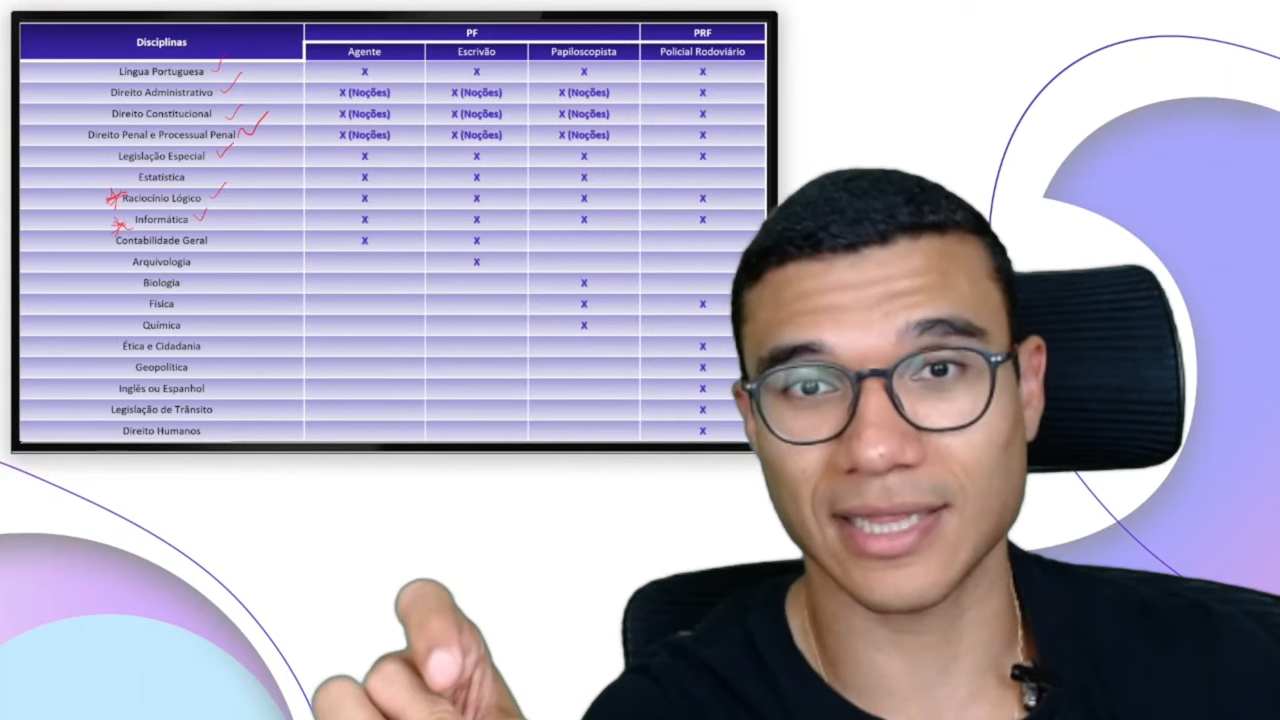 Disciplinas PF PRF
Agente Escrivão Papiloscopista Policial Rodoviário
Língua Portuguesa X X X X
Direito Administrativo X (Noções) X (Noções) X (Noções) X
Direito Constitucional X (Noções) X (Noções) X (Noções) X
Direito Penal e Processual Penal X (Noções) X (Noções) X (Noções) X
Legislação Especial X X X X
Estatística X X X
Raciocínio Lógico X X X X
Informática X X X X
Contabilidade Geral X X
Arquivologia X
Biologia X
Física X X
Química X
Ética e Cidadania X
Geopolítica X
Inglês ou Espanhol X
Legislação de Trânsito X
Direito Humanos X